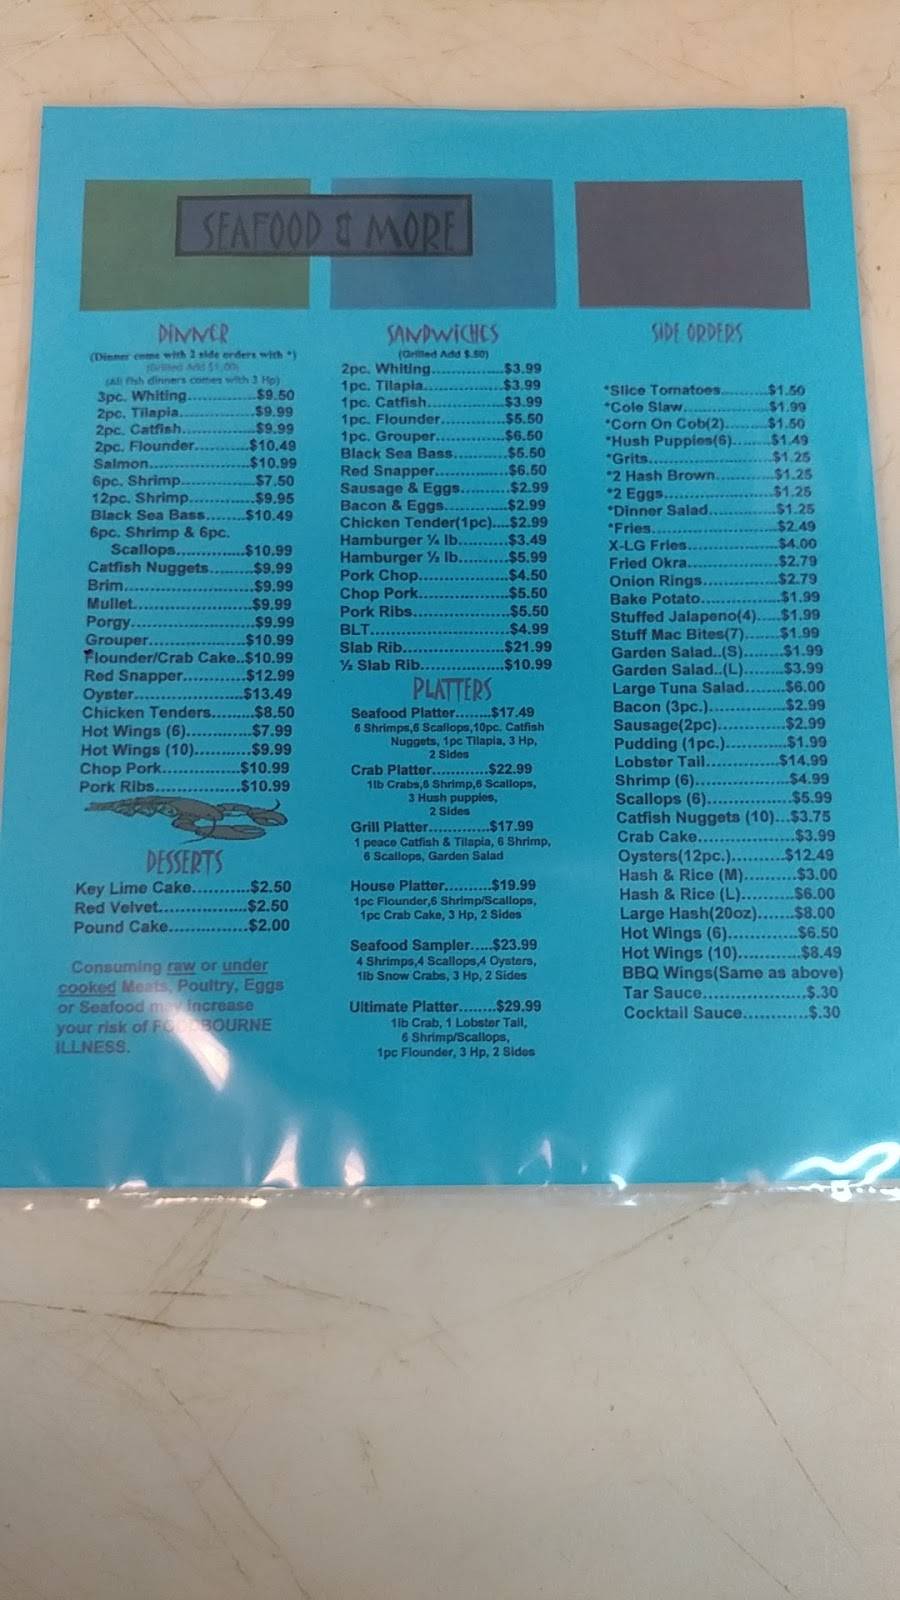 SEAFOOD & MORE
DINNER
(Dinner come with 2 side orders with *)
(Grilled Add $1.00)
(All fish dinners comes with 3 Hp)
3pc. Whiting..............$9.50
2pc. Tilapia...............$9.99
2pc. Catfish...............$9.99
2pc. Flounder...........$10.49
Salmon....................$10.99
6pc. Shrimp..............$7.50
12pc. Shrimp.............$9.95
Black Sea Bass........$10.49
6pc. Shrimp & 6pc.
Scallops..............$10.99
Catfish Nuggets.........$9.99
Brim..........................$9.99
Mullet........................$9.99
Porgy.........................$9.99
Grouper...................$10.99
Flounder/Crab Cake..$10.99
Red Snapper.............$12.99
Oyster......................$13.49
Chicken Tenders.........$8.50
Hot Wings (6).............$7.99
Hot Wings (10)...........$9.99
Chop Pork................$10.99
Pork Ribs.................$10.99
DESSERTS
Key Lime Cake...........$2.50
Red Velvet.................$2.50
Pound Cake...............$2.00
Consuming raw or under
cooked Meats, Poultry, Eggs
or Seafood may increase
your risk of FOODBOURNE
ILLNESS.
SANDWICHES
(Grilled Add $.50)
2pc. Whiting...............$3.99
1pc. Tilapia.................$3.99
1pc. Catfish................$3.99
1pc. Flounder.............$5.50
1pc. Grouper..............$6.50
Black Sea Bass...........$5.50
Red Snapper..............$6.50
Sausage & Eggs..........$2.99
Bacon & Eggs.............$2.99
Chicken Tender(1pc)....$2.99
Hamburger ¼ lb..........$3.49
Hamburger ½ lb..........$5.99
Pork Chop..................$4.50
Chop Pork..................$5.50
Pork Ribs...................$5.50
BLT............................$4.99
Slab Rib....................$21.99
½ Slab Rib.................$10.99
PLATTERS
Seafood Platter........$17.49
6 Shrimps,6 Scallops,10pc. Catfish
Nuggets, 1pc Tilapia, 3 Hp,
2 Sides
Crab Platter............$22.99
1lb Crabs,6 Shrimp,6 Scallops,
3 Hush puppies,
2 Sides
Grill Platter.............$17.99
1 peace Catfish & Tilapia, 6 Shrimp,
6 Scallops, Garden Salad
House Platter..........$19.99
1pc Flounder,6 Shrimp/Scallops,
1pc Crab Cake, 3 Hp, 2 Sides
Seafood Sampler.....$23.99
4 Shrimps,4 Scallops,4 Oysters,
1lb Snow Crabs, 3 Hp, 2 Sides
Ultimate Platter........$29.99
1lb Crab, 1 Lobster Tail,
6 Shrimp/Scallops,
1pc Flounder, 3 Hp, 2 Sides
SIDE ORDERS
*Slice Tomatoes..........$1.50
*Cole Slaw..................$1.99
*Corn On Cob(2).........$1.50
*Hush Puppies(6)........$1.49
*Grits.........................$1.25
*2 Hash Brown............$1.25
*2 Eggs......................$1.25
*Dinner Salad.............$1.25
*Fries.........................$2.49
X-LG Fries..................$4.00
Fried Okra..................$2.79
Onion Rings...............$2.79
Bake Potato................$1.99
Stuffed Jalapeno(4).....$1.99
Stuff Mac Bites(7).......$1.99
Garden Salad..(S)........$1.99
Garden Salad..(L)........$3.99
Large Tuna Salad........$6.00
Bacon (3pc.)...............$2.99
Sausage(2pc).............$2.99
Pudding (1pc.)............$1.99
Lobster Tail...............$14.99
Shrimp (6)..................$4.99
Scallops (6)................$5.99
Catfish Nuggets (10)...$3.75
Crab Cake..................$3.99
Oysters(12pc.)..........$12.49
Hash & Rice (M)..........$3.00
Hash & Rice (L)...........$6.00
Large Hash(20oz).......$8.00
Hot Wings (6).............$6.50
Hot Wings (10)............$8.49
BBQ Wings(Same as above)
Tar Sauce....................$.30
Cocktail Sauce............$.30